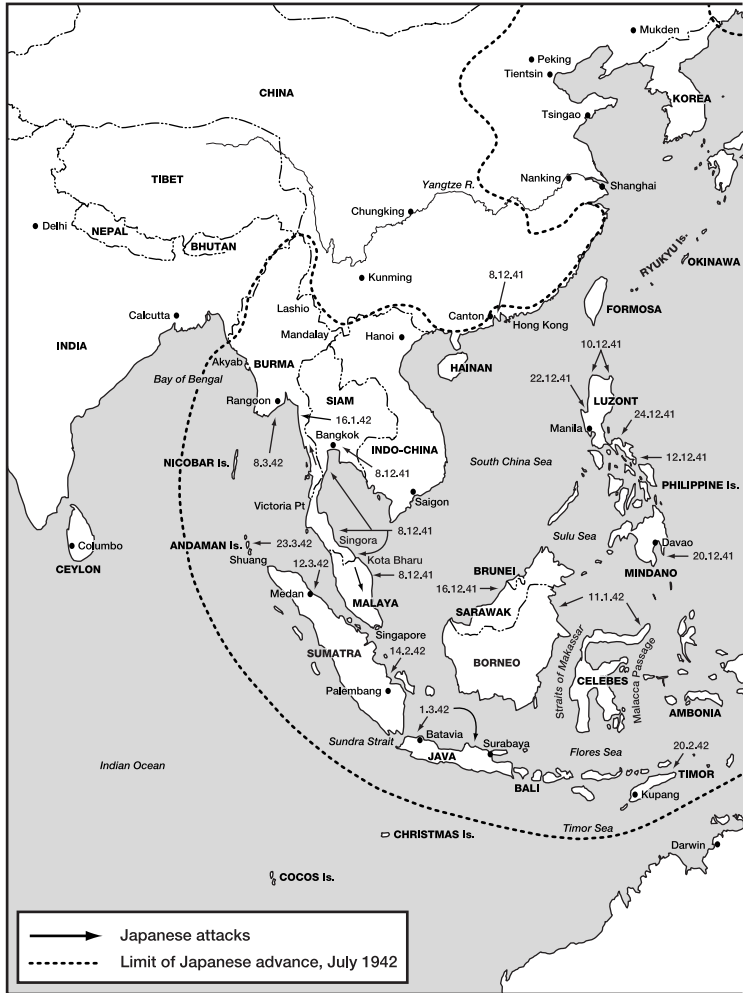 Mukden
Peking
Tientsin
KOREA
CHINA
Tsingao
TIBET
Nanking
Shanghai
Yangtze R.
Chungking
Delhi
NEPAL
BHUTAN
RYUKYU Is.
OKINAWA
Kunming
8.12.41
Lashio
Canton
Hong Kong
FORMOSA
Calcutta
Mandalay
Hanoi
10.12.41
INDIA
Akyab
BURMA
HAINAN
Bay of Bengal
22.12.41
LUZONT
Rangoon
SIAM
16.1.42
24.12.41
Manila
Bangkok
INDO-CHINA
8.3.42
8.12.41
12.12.41
NICOBAR Is.
South China Sea
PHILIPPINE Is.
Saigon
Victoria Pt
8.12.41
Singora
Sulu Sea
Columbo
ANDAMAN Is.
23.3.42
Davao
CEYLON
Shuang
Kota Bharu
20.12.41
12.3.42
8.12.41
BRUNEI
MINDANO
Medan
16.12.41
MALAYA
SARAWAK
11.1.42
Singapore
SUMATRA
14.2.42
BORNEO
Straits of Makassar
CELEBES
Malacca Passage
Palembang
AMBONIA
1.3.42
Sundra Strait
Batavia
Surabaya
Flores Sea
20.2.42
JAVA
Indian Ocean
BALI
TIMOR
Kupang
Timor Sea
CHRISTMAS Is.
Darwin
COCOS Is.
Japanese attacks
Limit of Japanese advance, July 1942